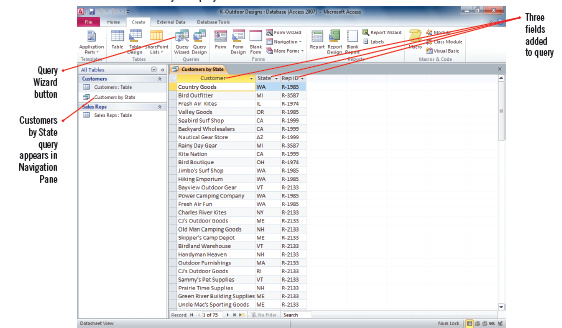 K-Outdoor Designs : Database (Access 2007) - Microsoft Access
File Home Create External Data Database Tools
Application Parts Table Table Design SharePoint Lists Query Wizard Query Design Form Form Design Blank Form Form Wizard Navigation More Forms Report Report Design Blank Report Report Wizard Labels Macro Module Class Module Visual Basic
Templates Tables Queries Forms Reports Macros & Code
Three fields added to query
Query Wizard button
Customers by State query appears in Navigation Pane
All Tables
Customers
Customers : Table
Customers by State
Sales Reps
Sales Reps : Table
Customers by State
Customer State Rep ID
Country Goods WA R-1985
Bird Outfitter MI R-3587
Fresh Air Kites IL R-1974
Valley Goods OR R-1985
Seabird Surf Shop CA R-1999
Backyard Wholesalers CA R-1999
Nautical Gear Store AZ R-1999
Rainy Day Gear MI R-3587
Kite Nation CA R-1999
Bird Boutique OH R-1974
Jimbo's Surf Shop WA R-1985
Hiking Emporium WA R-1985
Bayview Outdoor Gear VT R-2133
Power Camping Company WA R-1985
Fresh Air Fun WA R-1985
Charles River Kites NY R-2133
CJ's Outdoor Goods ME R-2133
Old Man Camping Goods NH R-2133
Skipper's Camp Depot ME R-2133
Birdland Warehouse VT R-2133
Handyman Heaven NH R-2133
Outdoor Furnishings MA R-2133
CJ's Outdoor Goods RI R-2133
Sammy's Pet Supplies VT R-2133
Prairie Time Supplies NH R-2133
Green River Building Supplies ME R-2133
Uncle Mac's Sporting Goods ME R-2133
Record: 1 of 75 No Filter Search
Datasheet View Num Lock